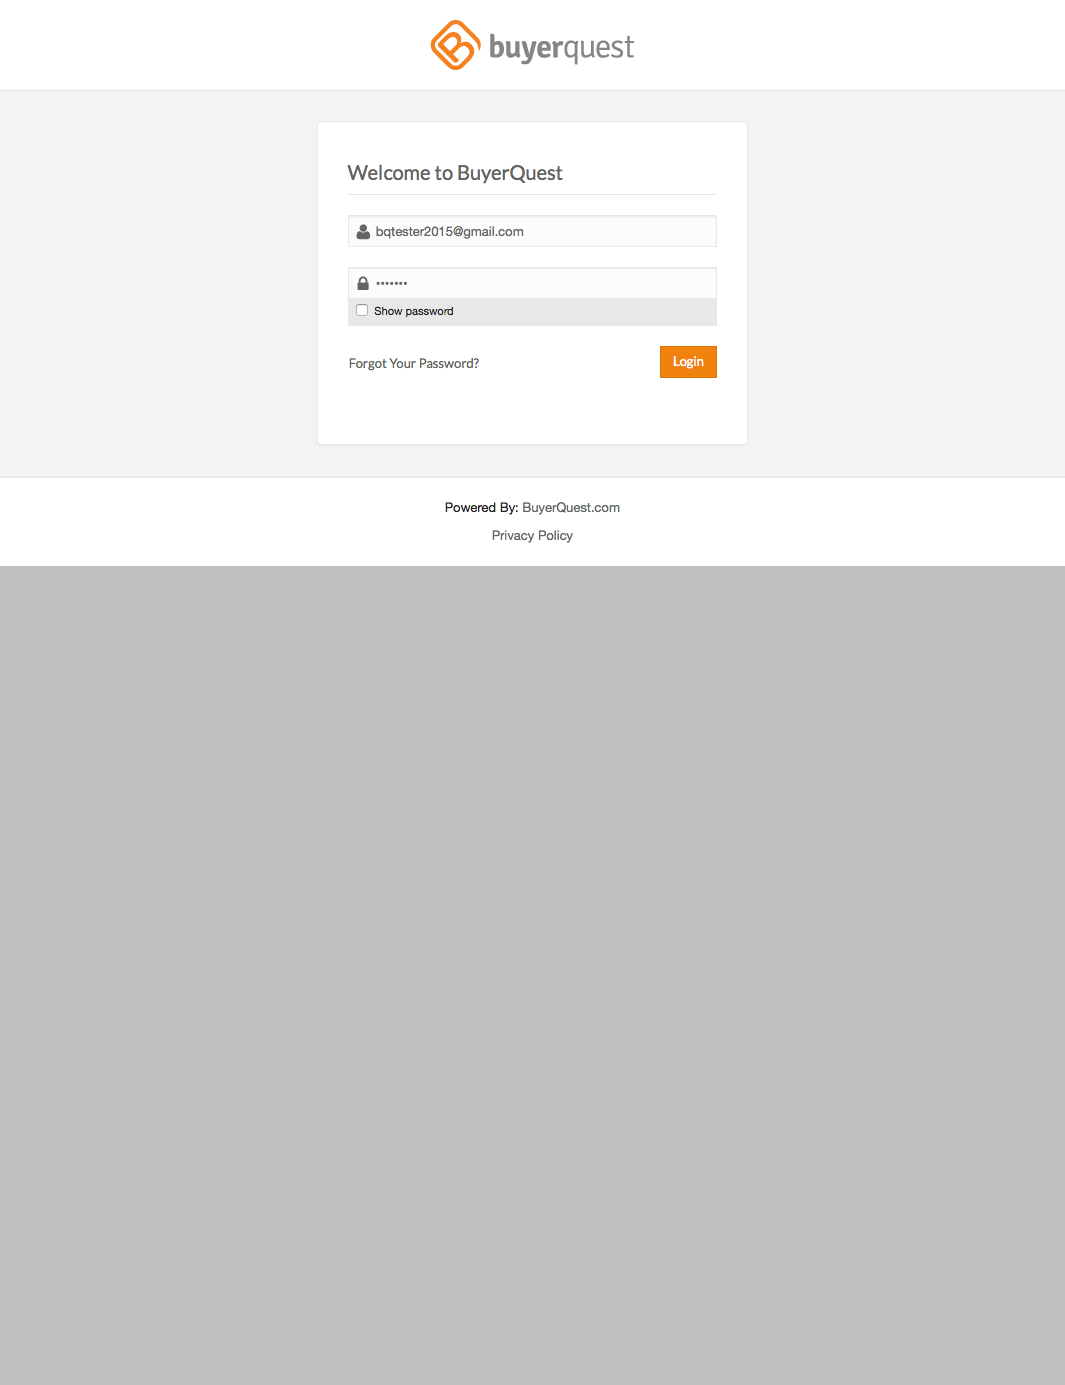 buyerquest
Welcome to BuyerQuest
bqtester2015@gmail.com
•••••••
Show password
Forgot Your Password?
Login
Powered By: BuyerQuest.com
Privacy Policy